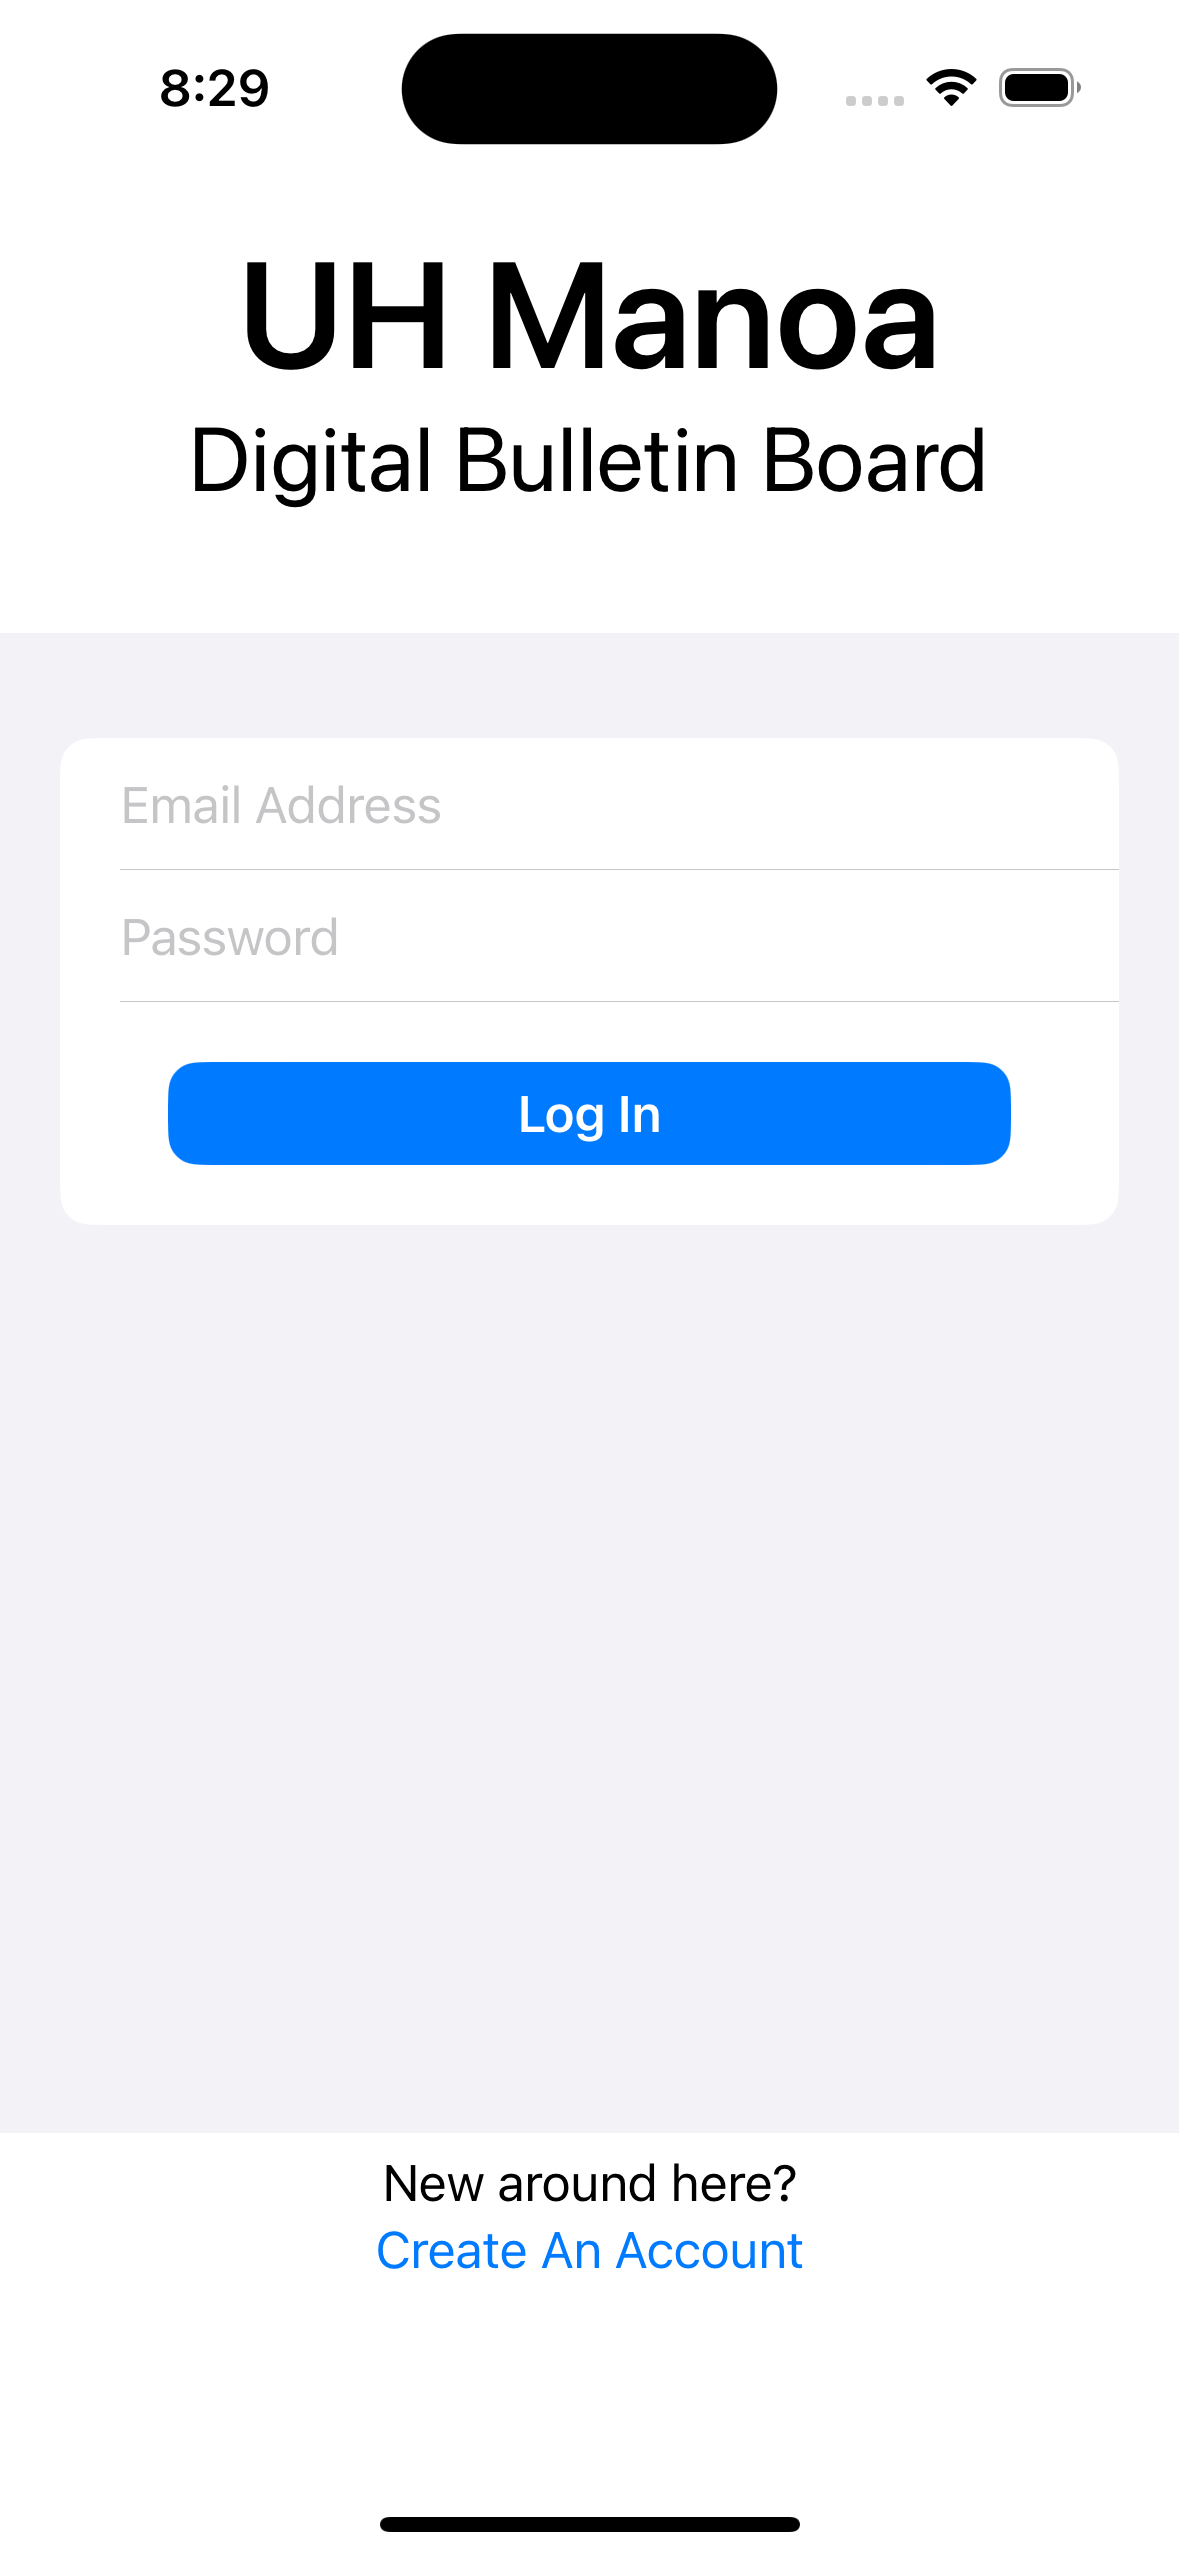 8:29
UH Manoa
Digital Bulletin Board
Email Address
Password
Log In
New around here?
Create An Account